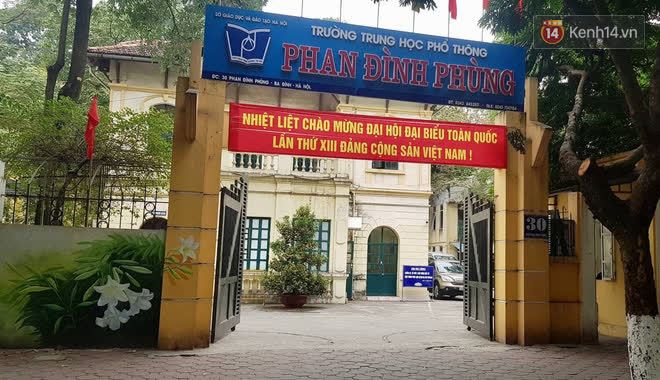 14 Kenh14.vn
SỞ GIÁO DỤC VÀ ĐÀO TẠO HÀ NỘI
TRƯỜNG TRUNG HỌC PHỔ THÔNG
PHAN ĐÌNH PHÙNG
ĐC: 30 PHAN ĐÌNH PHÙNG - BA ĐÌNH - HÀ NỘI
NHIỆT LIỆT CHÀO MỪNG ĐẠI HỘI ĐẠI BIỂU TOÀN QUỐC
LẦN THỨ XIII ĐẢNG CỘNG SẢN VIỆT NAM !
30